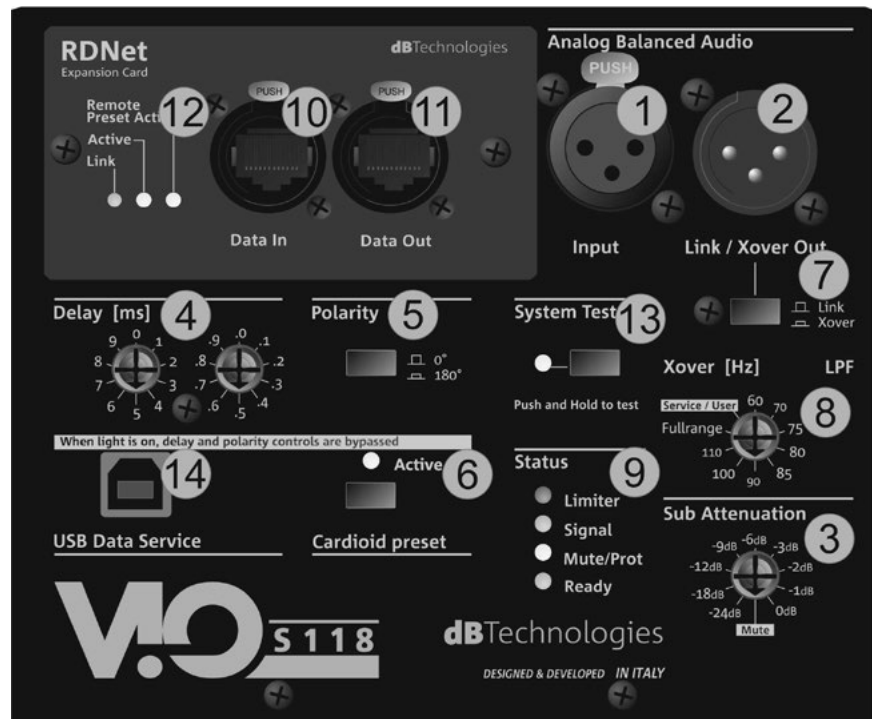 RDNet
Expansion Card
dBTechnologies
Remote
Preset Acti
12
Active
Link
PUSH
10
PUSH
11
Data In
Data Out
Analog Balanced Audio
PUSH
1
2
Input
Link / Xover Out
7
Link
Xover
Delay [ms]
4
9 0 1
8 2
7 3
6 5 4
.9 .0 .1
.8 .2
.7 .3
.6 .5 .4
Polarity
5
0°
180°
System Test
13
Push and Hold to test
Xover [Hz]
LPF
8
Service / User
60
70
Fullrange
75
110
80
100
90
85
When light is on, delay and polarity controls are bypassed
14
USB Data Service
Active
6
Cardioid preset
Status
9
Limiter
Signal
Mute/Prot
Ready
Sub Attenuation
3
-6dB
-9dB
-3dB
-12dB
-2dB
-18dB
-1dB
-24dB
0dB
Mute
VIO
S 118
dBTechnologies
DESIGNED & DEVELOPED IN ITALY